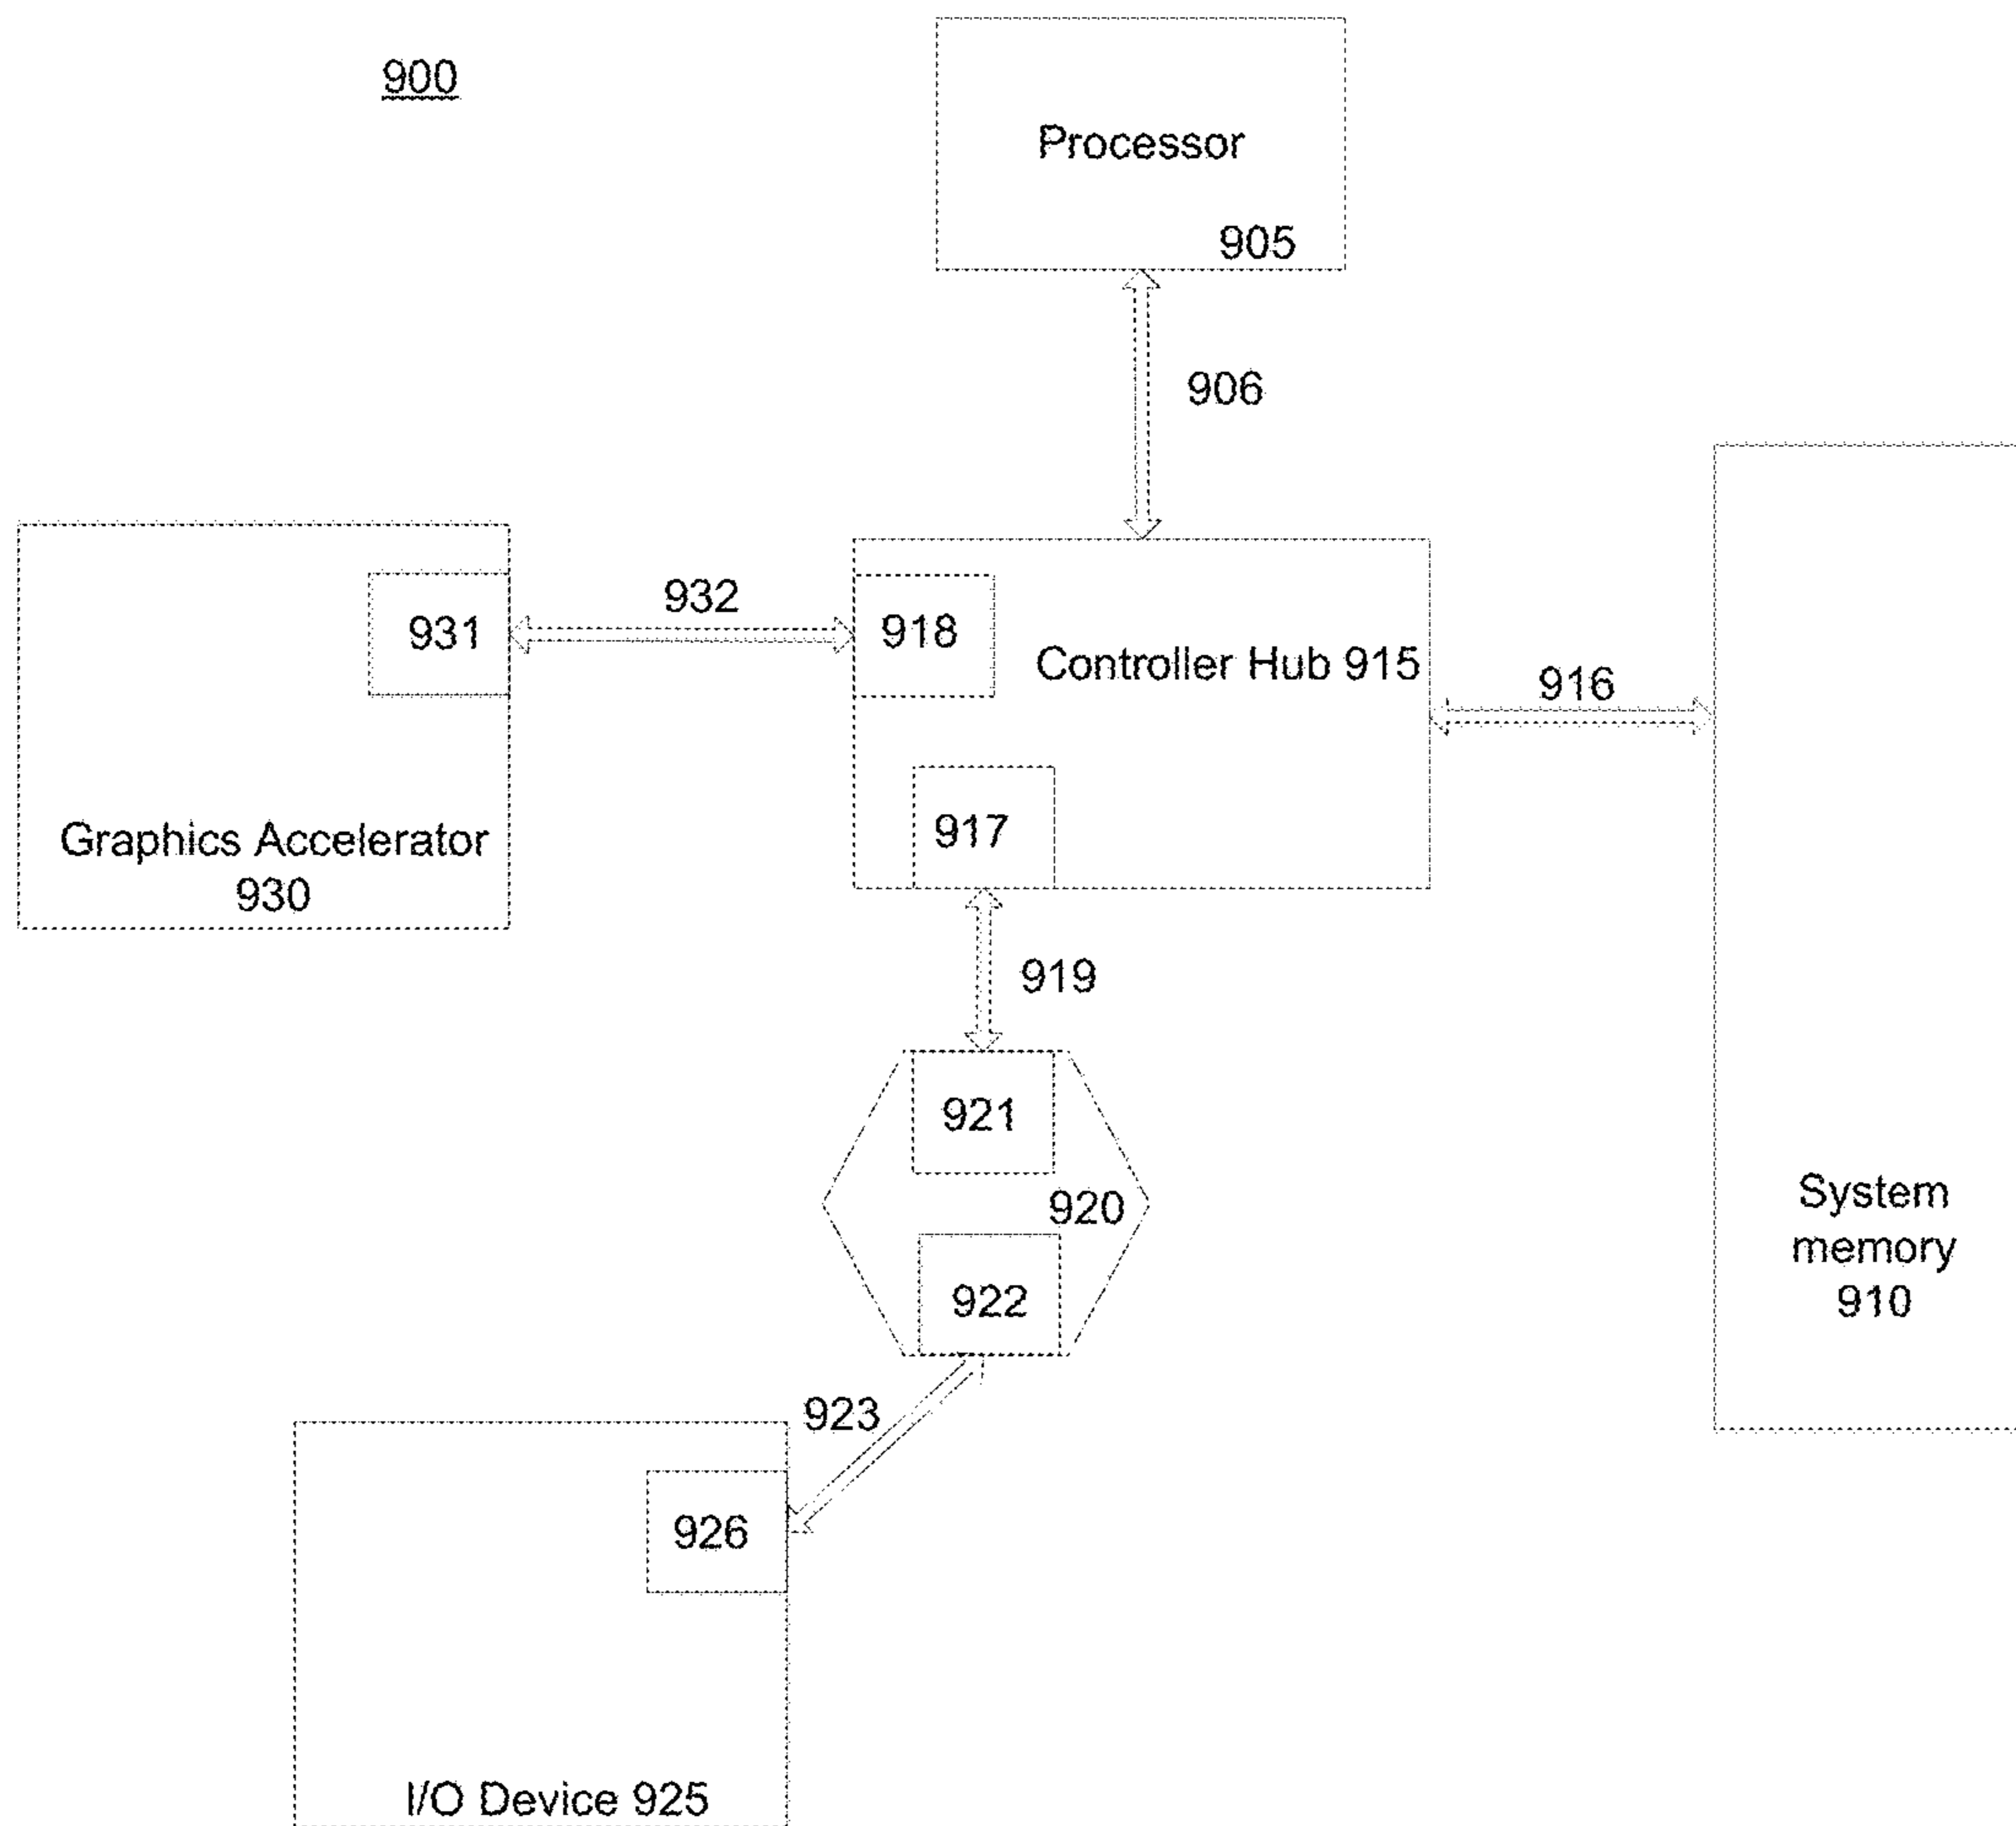 900
Processor
905
906
932
931
918
Controller Hub 915
916
917
Graphics Accelerator
930
919
921
920
922
System
memory
910
923
926
I/O Device 925